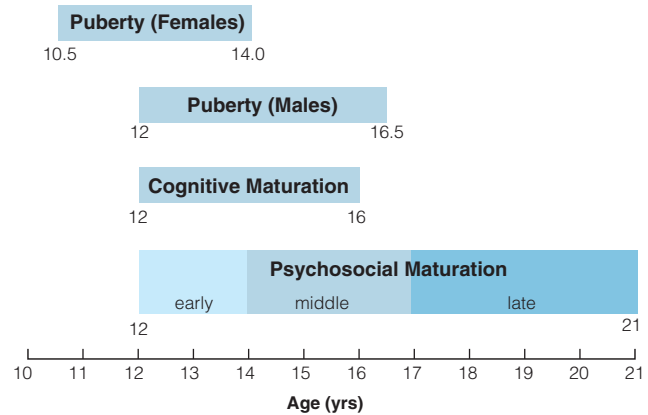 Puberty (Females)
10.5 14.0
Puberty (Males)
12 16.5
Cognitive Maturation
12 16
Psychosocial Maturation
early middle late
12 21
10 11 12 13 14 15 16 17 18 19 20 21
Age (yrs)